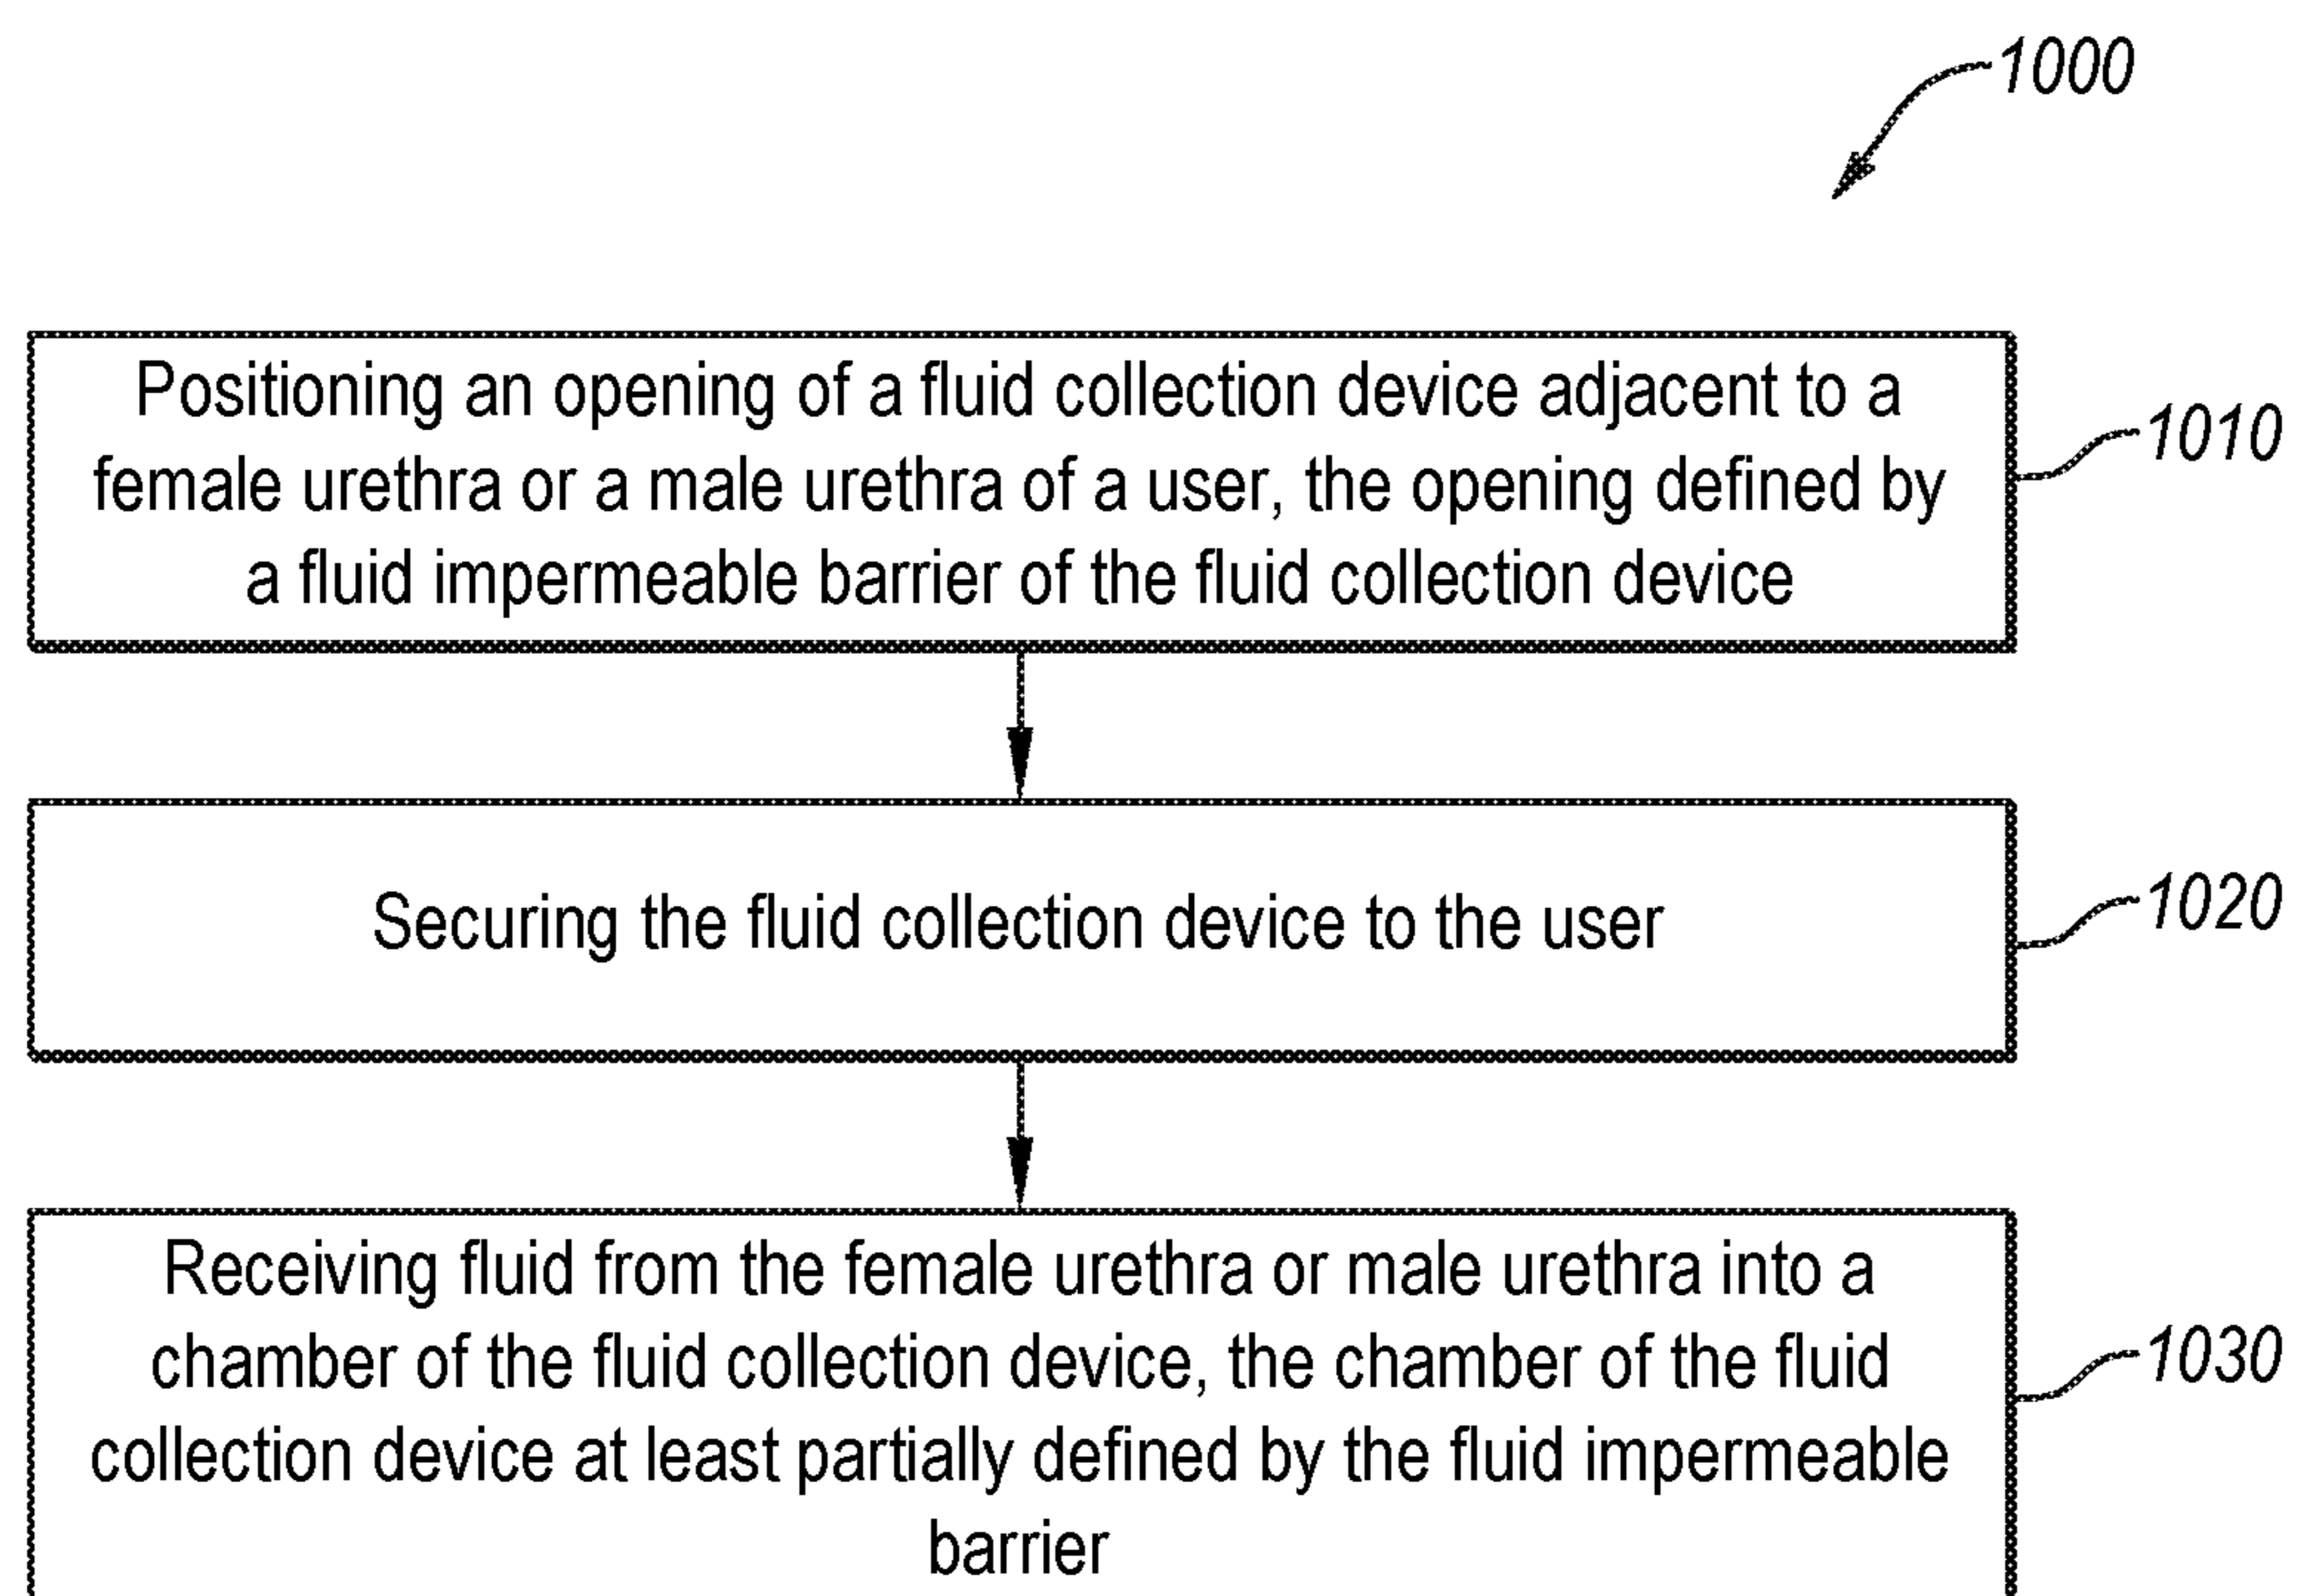 1000
Positioning an opening of a fluid collection device adjacent to a
female urethra or a male urethra of a user, the opening defined by
a fluid impermeable barrier of the fluid collection device
1010
Securing the fluid collection device to the user
1020
Receiving fluid from the female urethra or male urethra into a
chamber of the fluid collection device, the chamber of the fluid
collection device at least partially defined by the fluid impermeable
barrier
1030